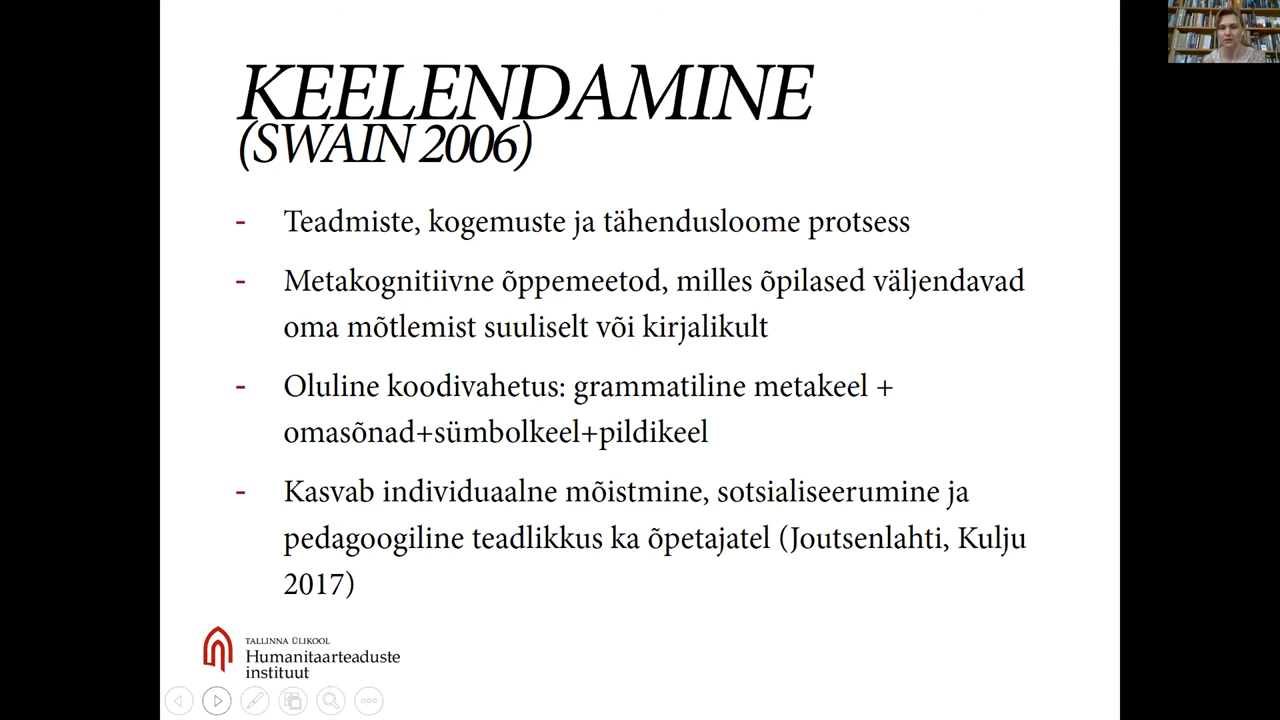 KEELENDAMINE
(SWAIN 2006)
- Teadmiste, kogemuste ja tähendusloome protsess
- Metakognitiivne õppemeetod, milles õpilased väljendavad
oma mõtlemist suuliselt või kirjalikult
- Oluline koodivahetus: grammatiline metakeel +
omasõnad+sümbolkeel+pildikeel
- Kasvab individuaalne mõistmine, sotsialiseerumine ja
pedagoogiline teadlikkus ka õpetajatel (Joutsenlahti, Kulju
2017)
TALLINNA ÜLIKOOL
Humanitaarteaduste
instituut